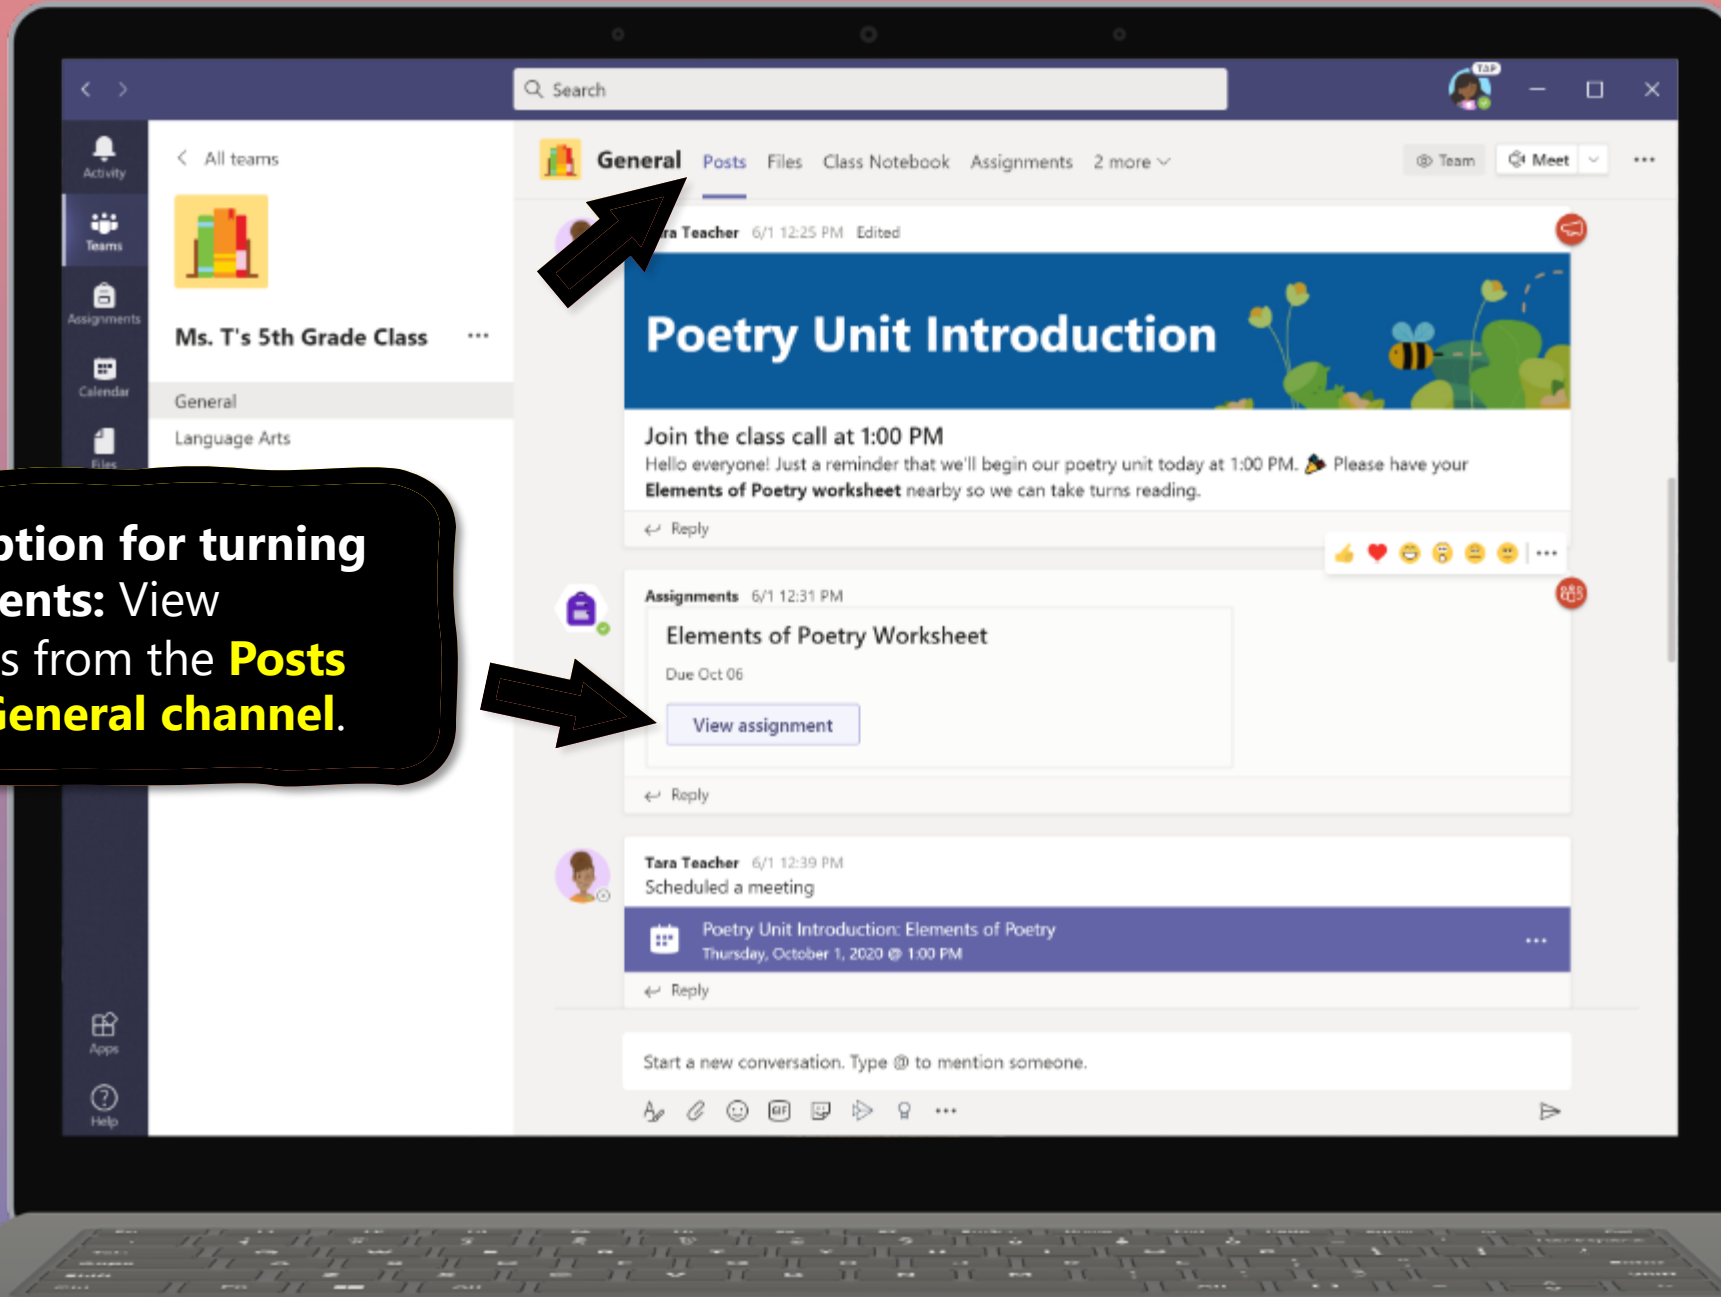 Search
TAP
Activity
Teams
Assignments
Calendar
Files
Apps
Help
All teams
Ms. T's 5th Grade Class
General
Language Arts
General Posts Files Class Notebook Assignments 2 more
Team Meet
Teacher 6/1 12:25 PM Edited
Poetry Unit Introduction
Join the class call at 1:00 PM
Hello everyone! Just a reminder that we'll begin our poetry unit today at 1:00 PM. Please have your
Elements of Poetry worksheet nearby so we can take turns reading.
Reply
for turning
View
from the Posts
General channel.
Assignments 6/1 12:31 PM
Elements of Poetry Worksheet
Due Oct 06
View assignment
Reply
Tara Teacher 6/1 12:39 PM
Scheduled a meeting
Poetry Unit Introduction: Elements of Poetry
Thursday, October 1, 2020 @ 1:00 PM
Reply
Start a new conversation. Type @ to mention someone.
GIF